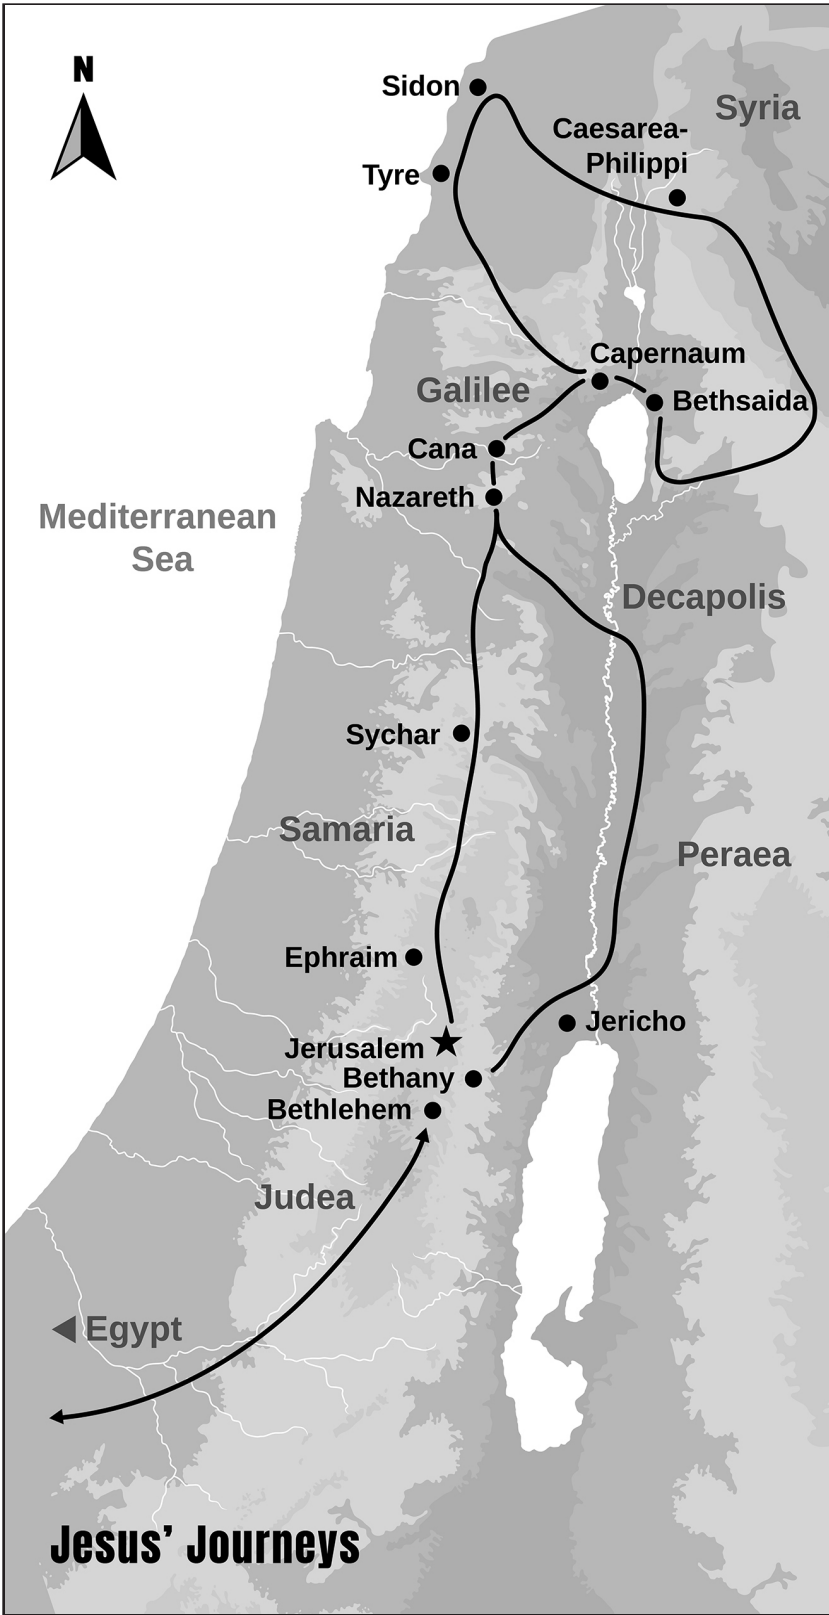 N
Sidon
Syria
Caesarea-
Philippi
Tyre
Capernaum
Galilee
Bethsaida
Cana
Nazareth
Mediterranean
Sea
Decapolis
Sychar
Samaria
Peraea
Ephraim
Jericho
Jerusalem
Bethany
Bethlehem
Judea
Egypt
Jesus’ Journeys